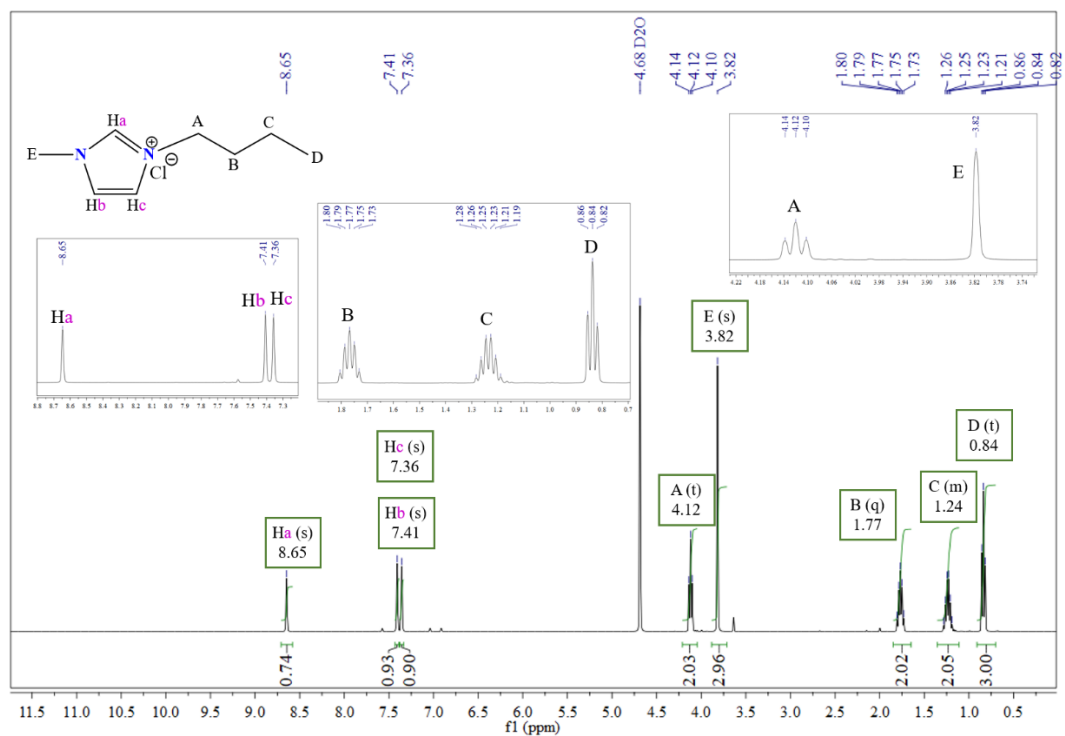 8.65
7.41
7.36
4.68 D2O
4.14
4.12
4.10
3.82
1.80
1.79
1.77
1.75
1.73
1.26
1.25
1.23
1.21
0.86
0.84
0.82
Ha
N
N
⊕
Cl⊖
E
Hb
Hc
A
B
C
D
8.65
7.41
7.36
Ha
Hb
Hc
8.8 8.7 8.6 8.5 8.4 8.3 8.2 8.1 8.0 7.9 7.8 7.7 7.6 7.5 7.4 7.3
1.80
1.79
1.77
1.75
1.73
1.28
1.26
1.25
1.23
1.21
1.19
0.86
0.84
0.82
B
C
D
1.8 1.7 1.6 1.5 1.4 1.3 1.2 1.1 1.0 0.9 0.8 0.7
4.14
4.12
4.10
3.82
A
E
4.22 4.18 4.14 4.10 4.06 4.02 3.98 3.94 3.90 3.86 3.82 3.78 3.74
Ha (s)
8.65
Hc (s)
7.36
Hb (s)
7.41
A (t)
4.12
E (s)
3.82
B (q)
1.77
C (m)
1.24
D (t)
0.84
0.74
0.93
0.90
2.03
2.96
2.02
2.05
3.00
11.5 11.0 10.5 10.0 9.5 9.0 8.5 8.0 7.5 7.0 6.5 6.0 5.5 5.0 4.5 4.0 3.5 3.0 2.5 2.0 1.5 1.0 0.5
f1 (ppm)